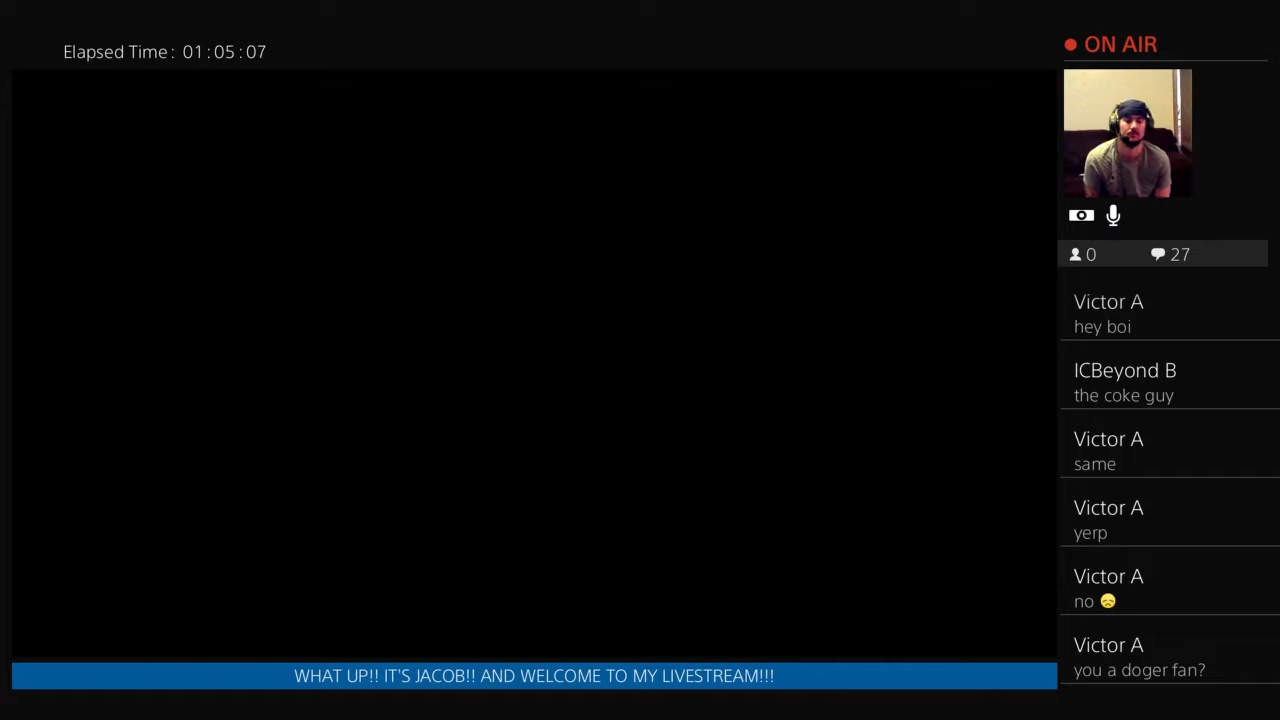 Elapsed Time: 01:05:07
ON AIR
0 27
Victor A
hey boi
ICBeyond B
the coke guy
Victor A
same
Victor A
yerp
Victor A
no 😞
Victor A
you a doger fan?
WHAT UP!! IT'S JACOB!! AND WELCOME TO MY LIVESTREAM!!!